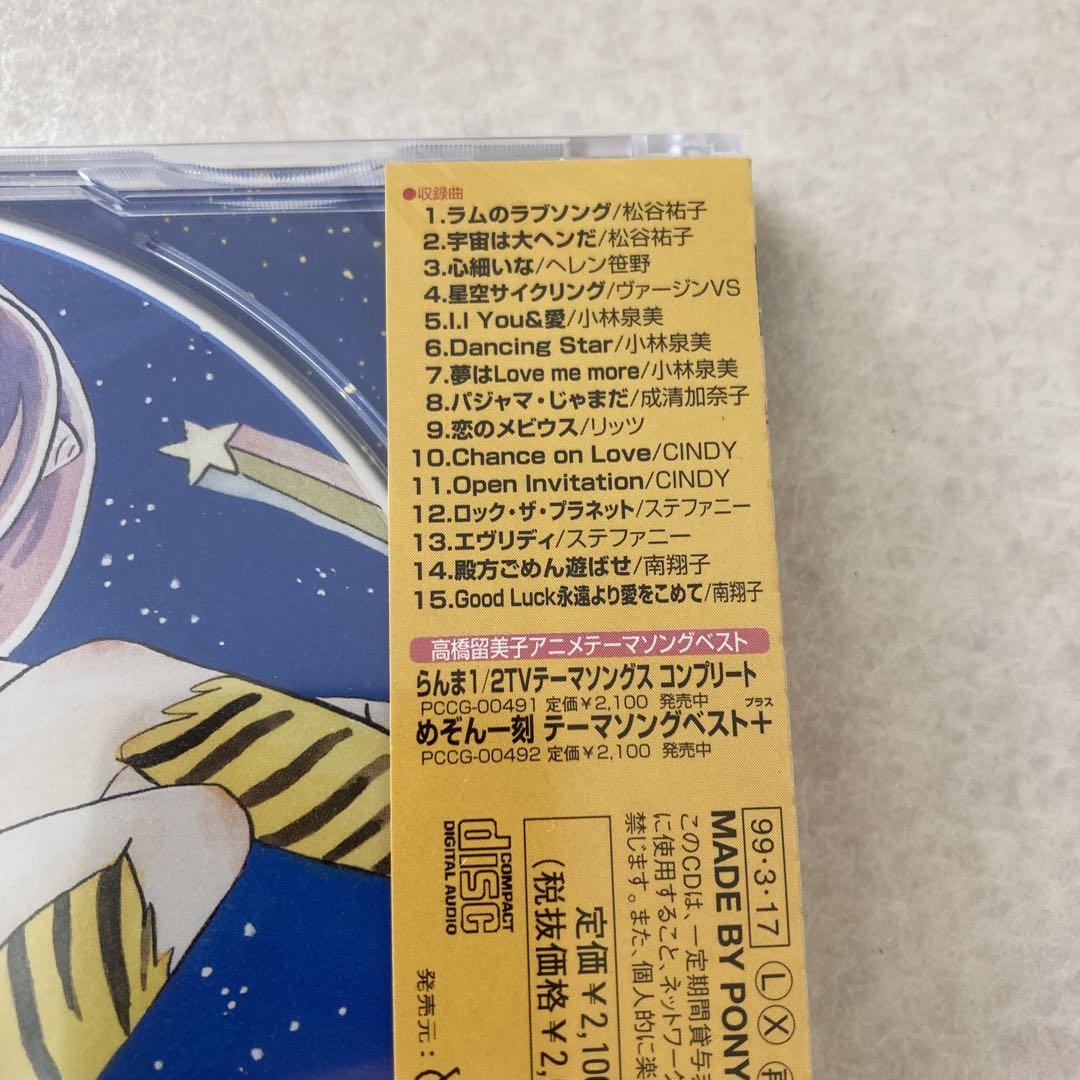 ●収録曲
1.ラムのラブソング/松谷祐子
2.宇宙は大ヘンだ/松谷祐子
3.心細いな/ヘレン笹野
4.星空サイクリング/ヴァージンVS
5.I.I You&愛/小林泉美
6.Dancing Star/小林泉美
7.夢はLove me more/小林泉美
8.パジャマ・じゃまだ/成清加奈子
9.恋のメビウス/リッツ
10.Chance on Love/CINDY
11.Open Invitation/CINDY
12.ロック・ザ・プラネット/ステファニー
13.エヴリディ/ステファニー
14.殿方ごめん遊ばせ/南翔子
15.Good Luck永遠より愛をこめて/南翔子
高橋留美子アニメテーマソングベスト
らんま1/2TVテーマソングス コンプリート
PCCG-00491 定価¥2,100 発売中
プラス
めぞん一刻 テーマソングベスト+
PCCG-00492 定価¥2,100 発売中
99・3・17 L X
MADE BY PONY
このCDは、一定期間貸与
に使用すること、ネットワーク
禁じます。また、個人的に楽
定価¥2,100
(税抜価格¥2,
COMPACT
disc
DIGITAL AUDIO
発売元: